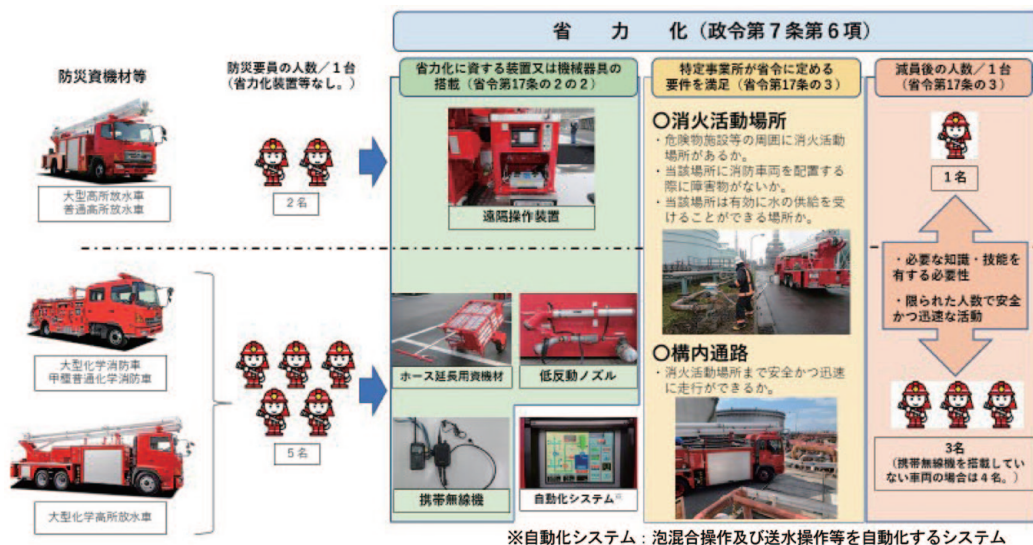 省　力　化（政令第７条第６項）
防災資機材等
防災要員の人数／１台
（省力化装置等なし。）
省力化に資する装置又は機械器具の
搭載（省令第17条の２の２）
特定事業所が省令に定める
要件を満足（省令第17条の３）
減員後の人数／１台
（省令第17条の３）
大型高所放水車
普通高所放水車
２名
遠隔操作装置
〇消火活動場所
・危険物施設等の周囲に消火活動
場所があるか。
・当該場所に消防車両を配置する
際に障害物がないか。
・当該場所は有効に水の供給を
受けることができる場所か。
１名
・必要な知識・技能を
有する必要性
・限られた人数で安全
かつ迅速な活動
大型化学消防車
甲種普通化学消防車
大型化学高所放水車
５名
ホース延長用資機材
低反動ノズル
携帯無線機
自動化システム※
〇構内通路
・消火活動場所まで安全かつ迅速
に走行ができるか。
３名
（携帯無線機を搭載してい
ない車両の場合は４名。）
※自動化システム：泡混合操作及び送水操作等を自動化するシステム